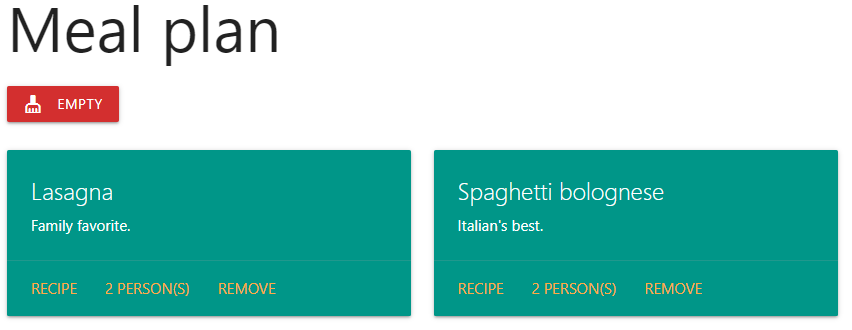 Meal plan
EMPTY
Lasagna
Family favorite.
RECIPE 2 PERSON(S) REMOVE
Spaghetti bolognese
Italian's best.
RECIPE 2 PERSON(S) REMOVE